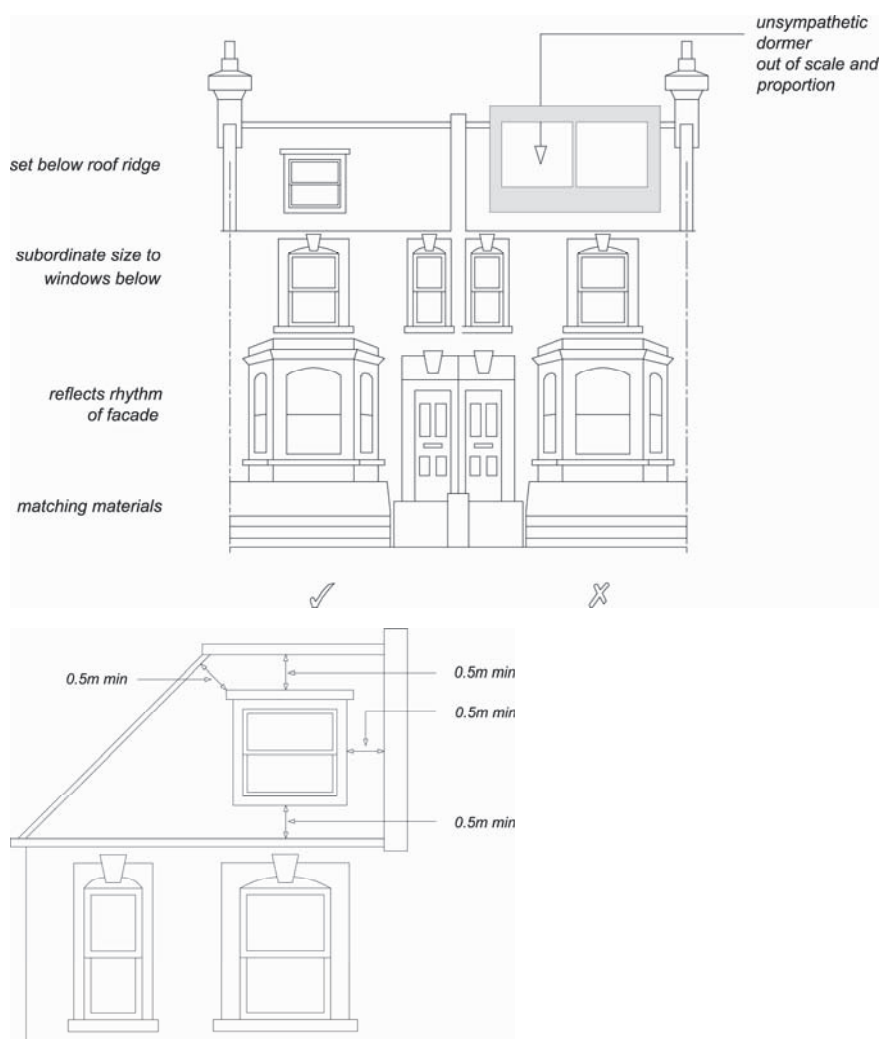 unsympathetic
dormer
out of scale and
proportion
set below roof ridge
subordinate size to
windows below
reflects rhythm
of facade
matching materials
✓
✗
0.5m min
0.5m min
0.5m min
0.5m min